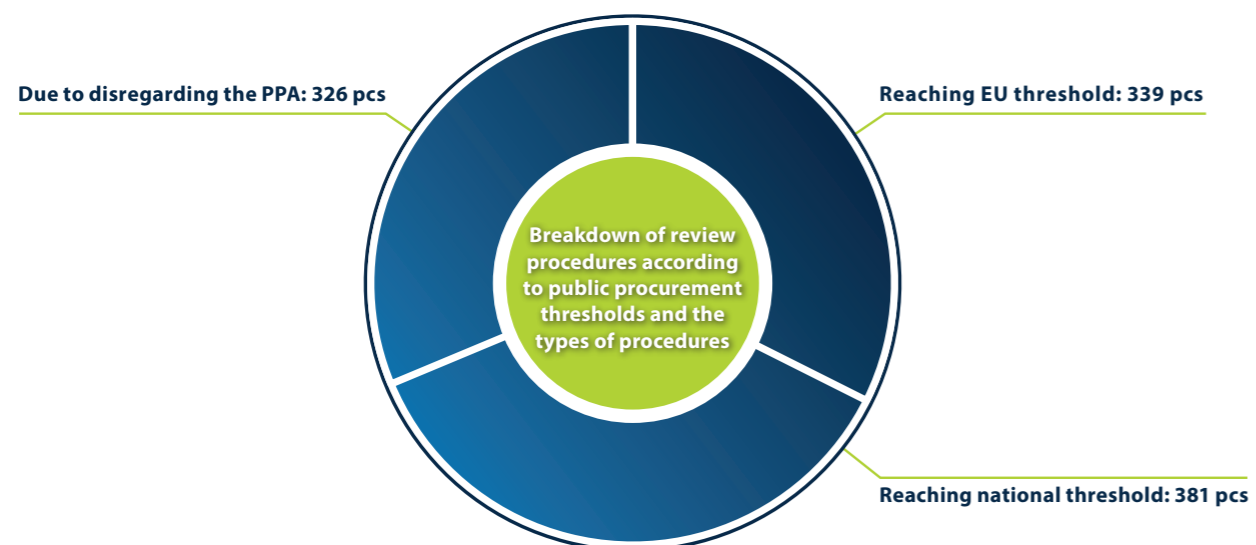 Due to disregarding the PPA: 326 pcs
Reaching EU threshold: 339 pcs
Breakdown of review
procedures according
to public procurement
thresholds and the
types of procedures
Reaching national threshold: 381 pcs